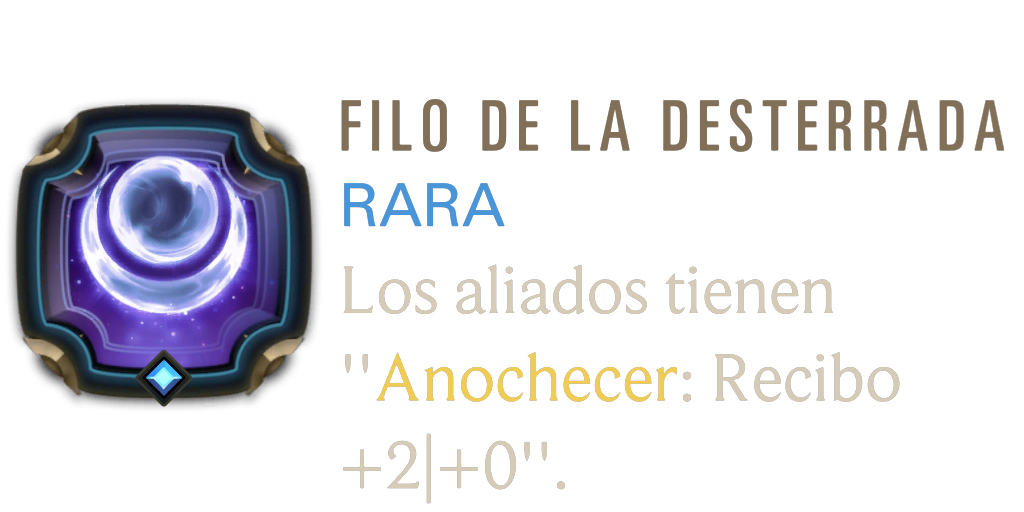 FILO DE LA DESTERRADA
RARA
Los aliados tienen
''Anochecer: Recibo
+2|+0''.